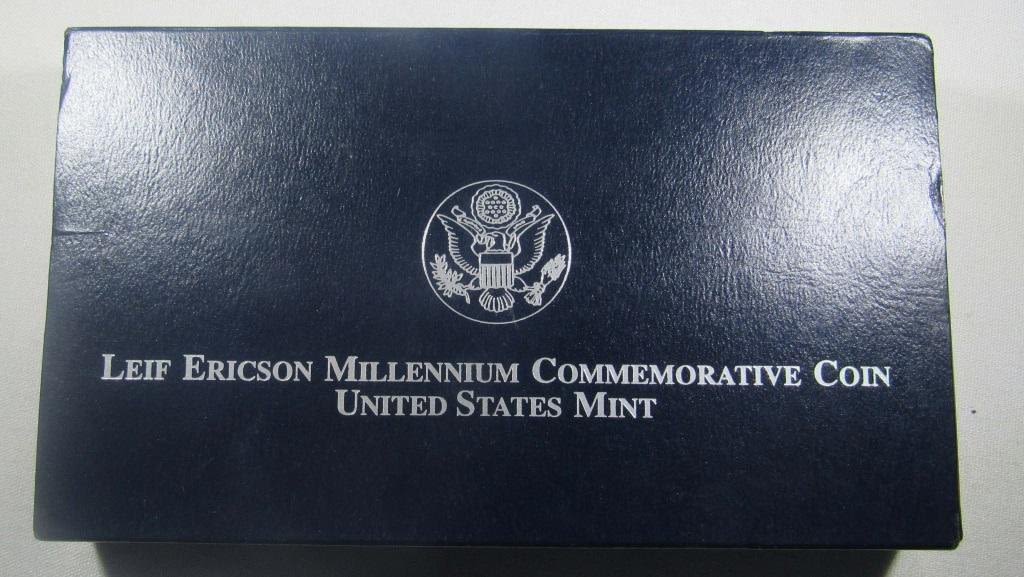 Leif Ericson Millennium Commemorative Coin
United States Mint